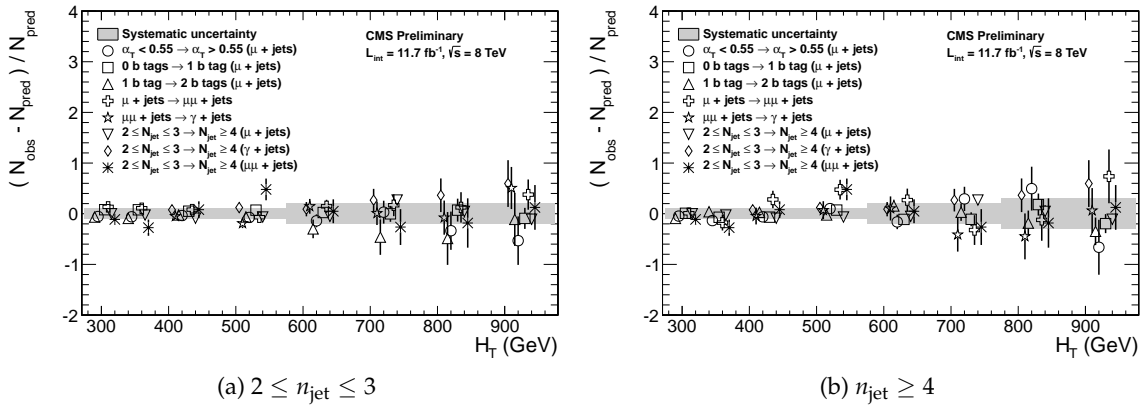 ( N_obs - N_pred ) / N_pred
4
3
2
1
0
-1
-2
Systematic uncertainty
α_T < 0.55 → α_T > 0.55 (μ + jets)
0 b tags → 1 b tag (μ + jets)
1 b tag → 2 b tags (μ + jets)
μ + jets → μμ + jets
μμ + jets → γ + jets
2 ≤ N_jet ≤ 3 → N_jet ≥ 4 (μ + jets)
2 ≤ N_jet ≤ 3 → N_jet ≥ 4 (γ + jets)
2 ≤ N_jet ≤ 3 → N_jet ≥ 4 (μμ + jets)
CMS Preliminary
L_int = 11.7 fb⁻¹, √s = 8 TeV
300 400 500 600 700 800 900
H_T (GeV)
(a) 2 ≤ n_jet ≤ 3
( N_obs - N_pred ) / N_pred
4
3
2
1
0
-1
-2
Systematic uncertainty
α_T < 0.55 → α_T > 0.55 (μ + jets)
0 b tags → 1 b tag (μ + jets)
1 b tag → 2 b tags (μ + jets)
μ + jets → μμ + jets
μμ + jets → γ + jets
2 ≤ N_jet ≤ 3 → N_jet ≥ 4 (μ + jets)
2 ≤ N_jet ≤ 3 → N_jet ≥ 4 (γ + jets)
2 ≤ N_jet ≤ 3 → N_jet ≥ 4 (μμ + jets)
CMS Preliminary
L_int = 11.7 fb⁻¹, √s = 8 TeV
300 400 500 600 700 800 900
H_T (GeV)
(b) n_jet ≥ 4